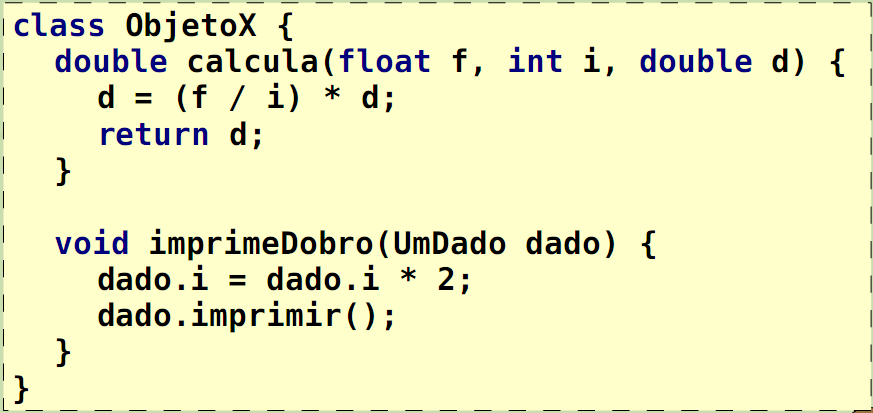 class ObjetoX {
double calcula(float f, int i, double d) {
d = (f / i) * d;
return d;
}
void imprimeDobro(UmDado dado) {
dado.i = dado.i * 2;
dado.imprimir();
}
}